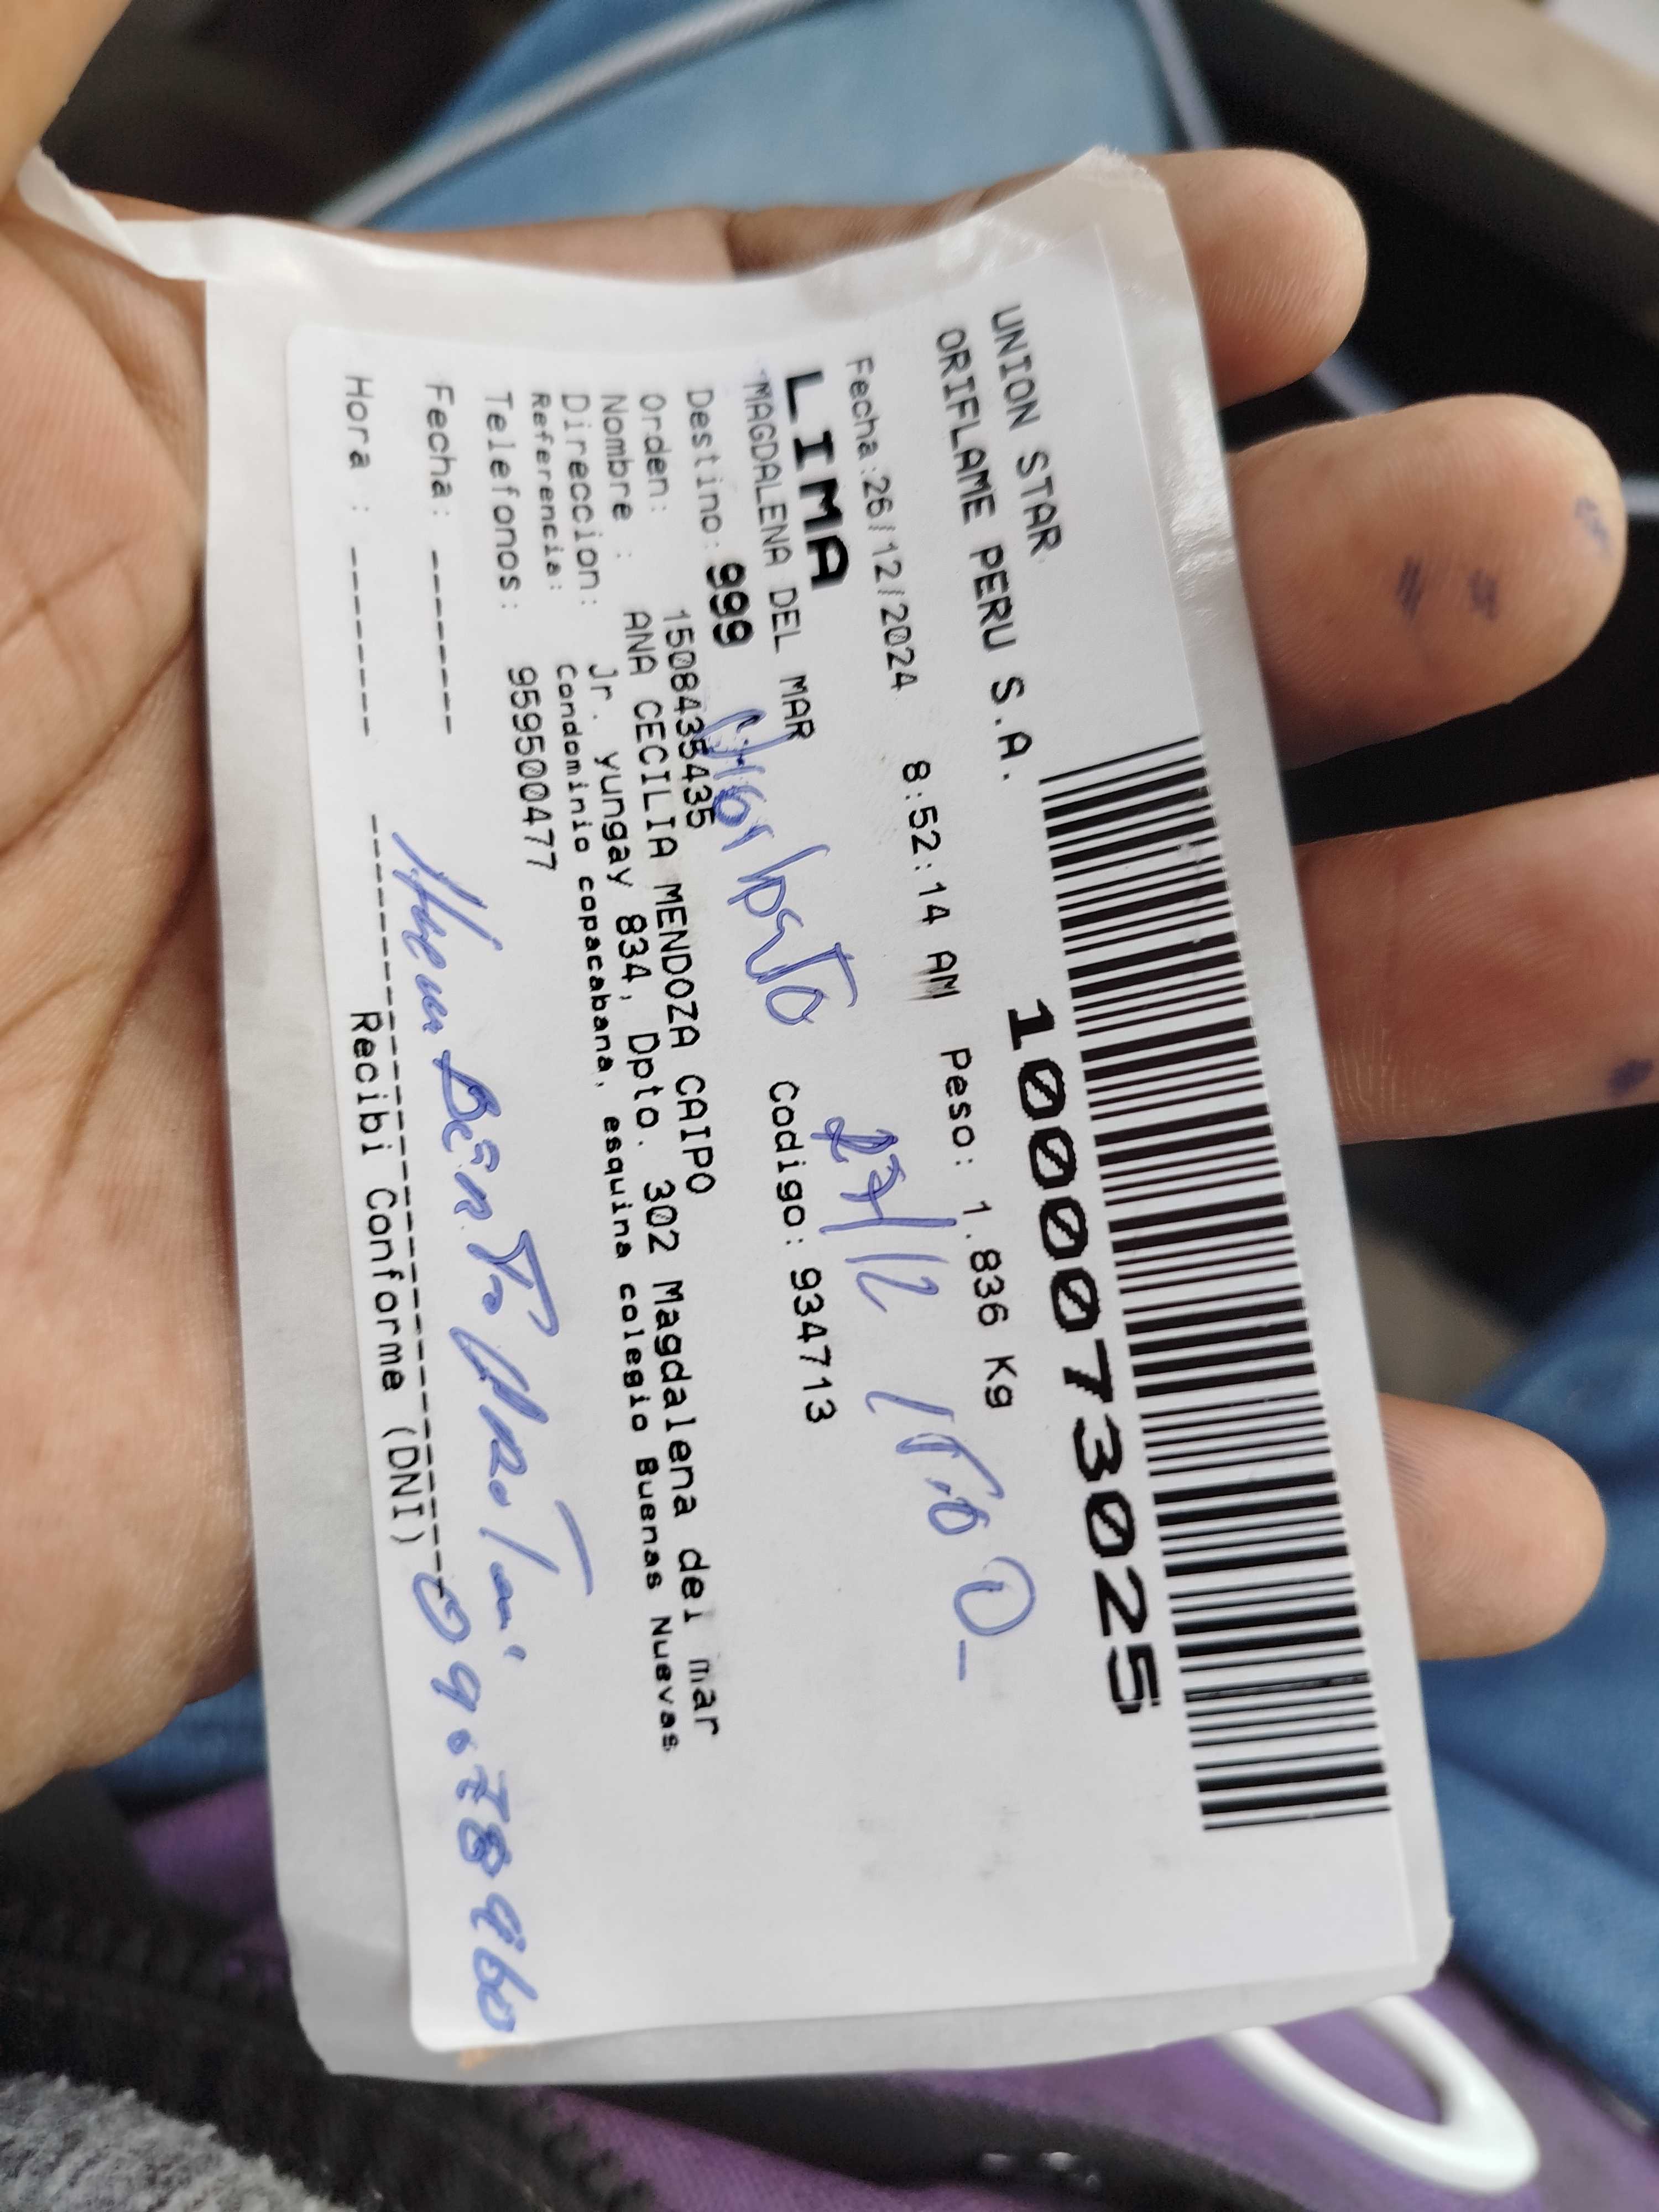 UNION STAR
ORIFLAME PERU S.A.
1000073025
Fecha:26/12/2024 8:52:14 AM Peso: 1.836 Kg
LIMA
MAGDALENA DEL MAR
27/12
Destino: 999 Codigo: 934713
Orden: 1508435435
Nombre : ANA CECILIA MENDOZA CAIPO
Direccion: Jr. yungay 834, Dpto. 302 Magdalena del mar
Referencia: Condominio copacabana, esquina colegio Buenas Nuevas
Telefonos: 959500477
Fecha: -------
Hora : --------
Recibi Conforme (DNI)